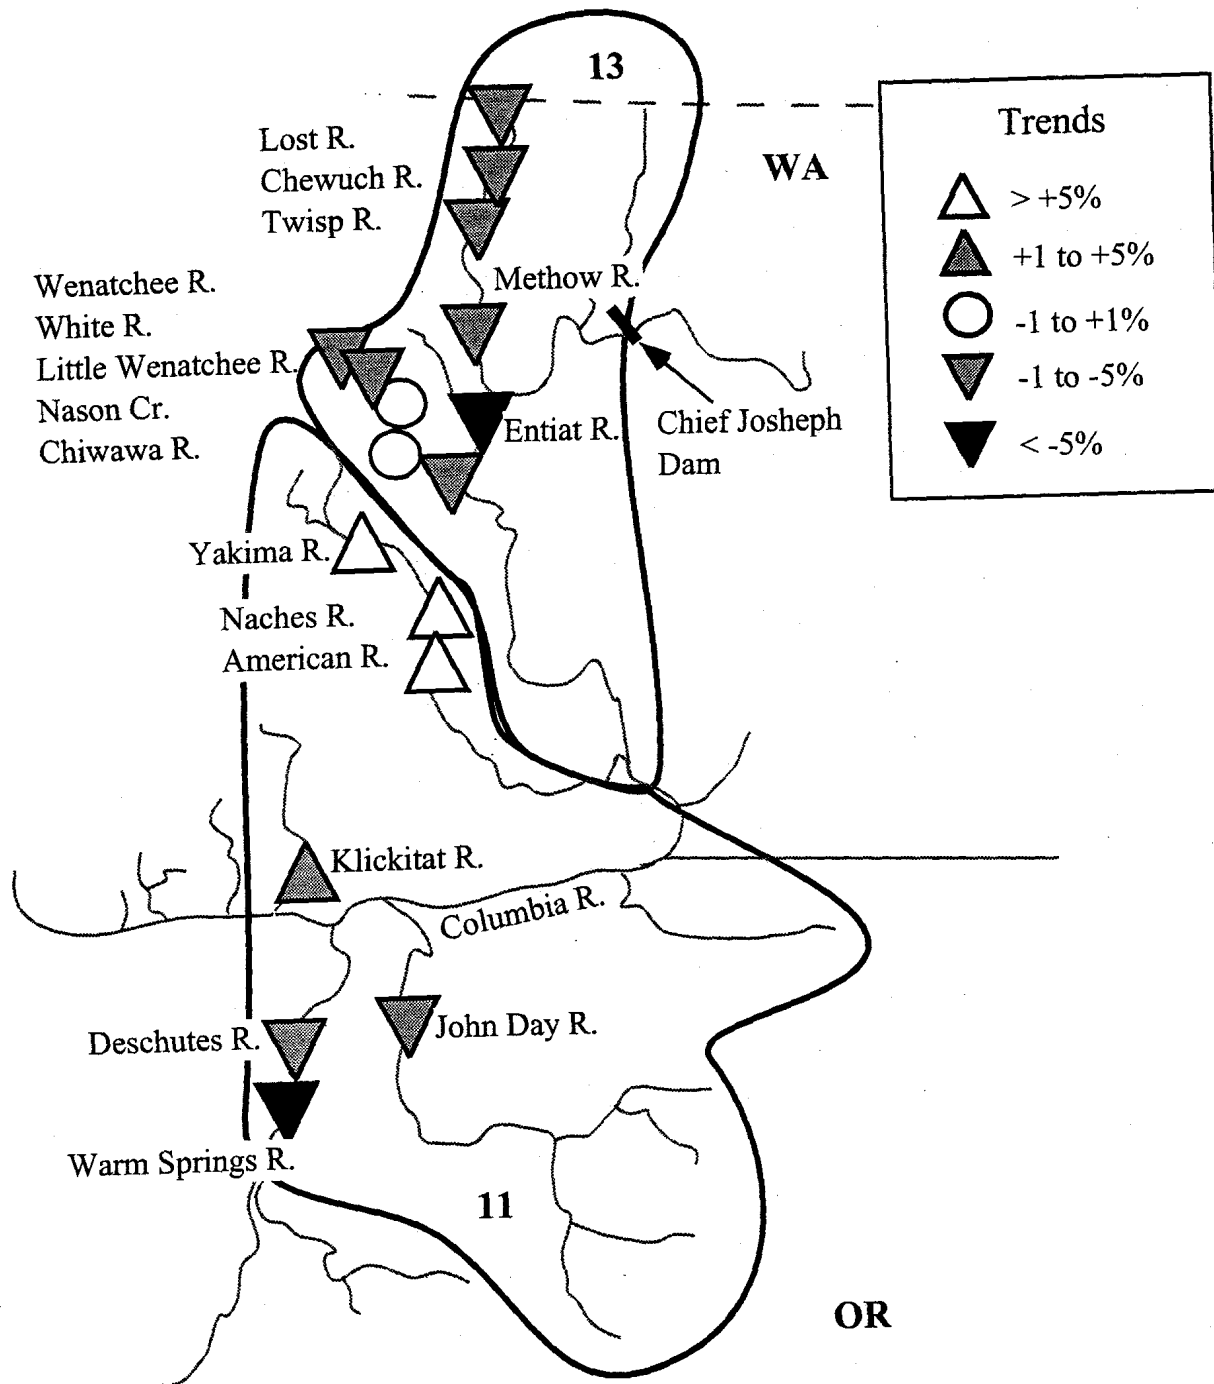 13
Lost R.
Chewuch R.
Twisp R.
WA
Methow R.
Wenatchee R.
White R.
Little Wenatchee R.
Nason Cr.
Chiwawa R.
Entiat R.
Chief Josheph
Dam
Yakima R.
Naches R.
American R.
Klickitat R.
Columbia R.
Deschutes R.
John Day R.
Warm Springs R.
11
OR
Trends
> +5%
+1 to +5%
-1 to +1%
-1 to -5%
< -5%